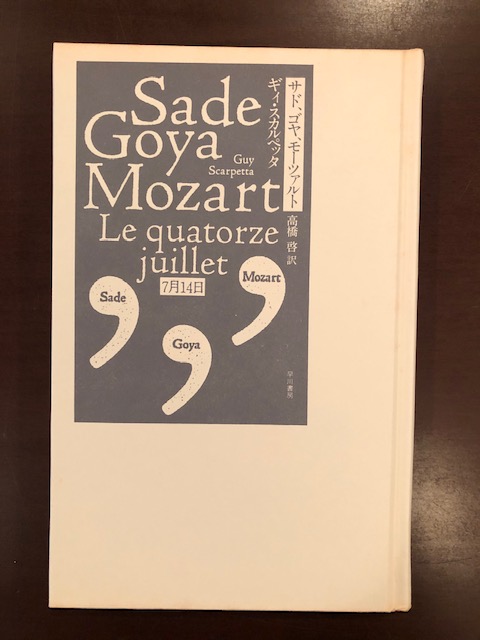 Sade
Goya
Guy
Scarpetta
Mozart
Le quatorze
juillet
7月14日
サド、ゴヤ、モーツァルト
ギィ・スカルペッタ
高橋 啓 訳
Sade
Goya
Mozart
早川書房